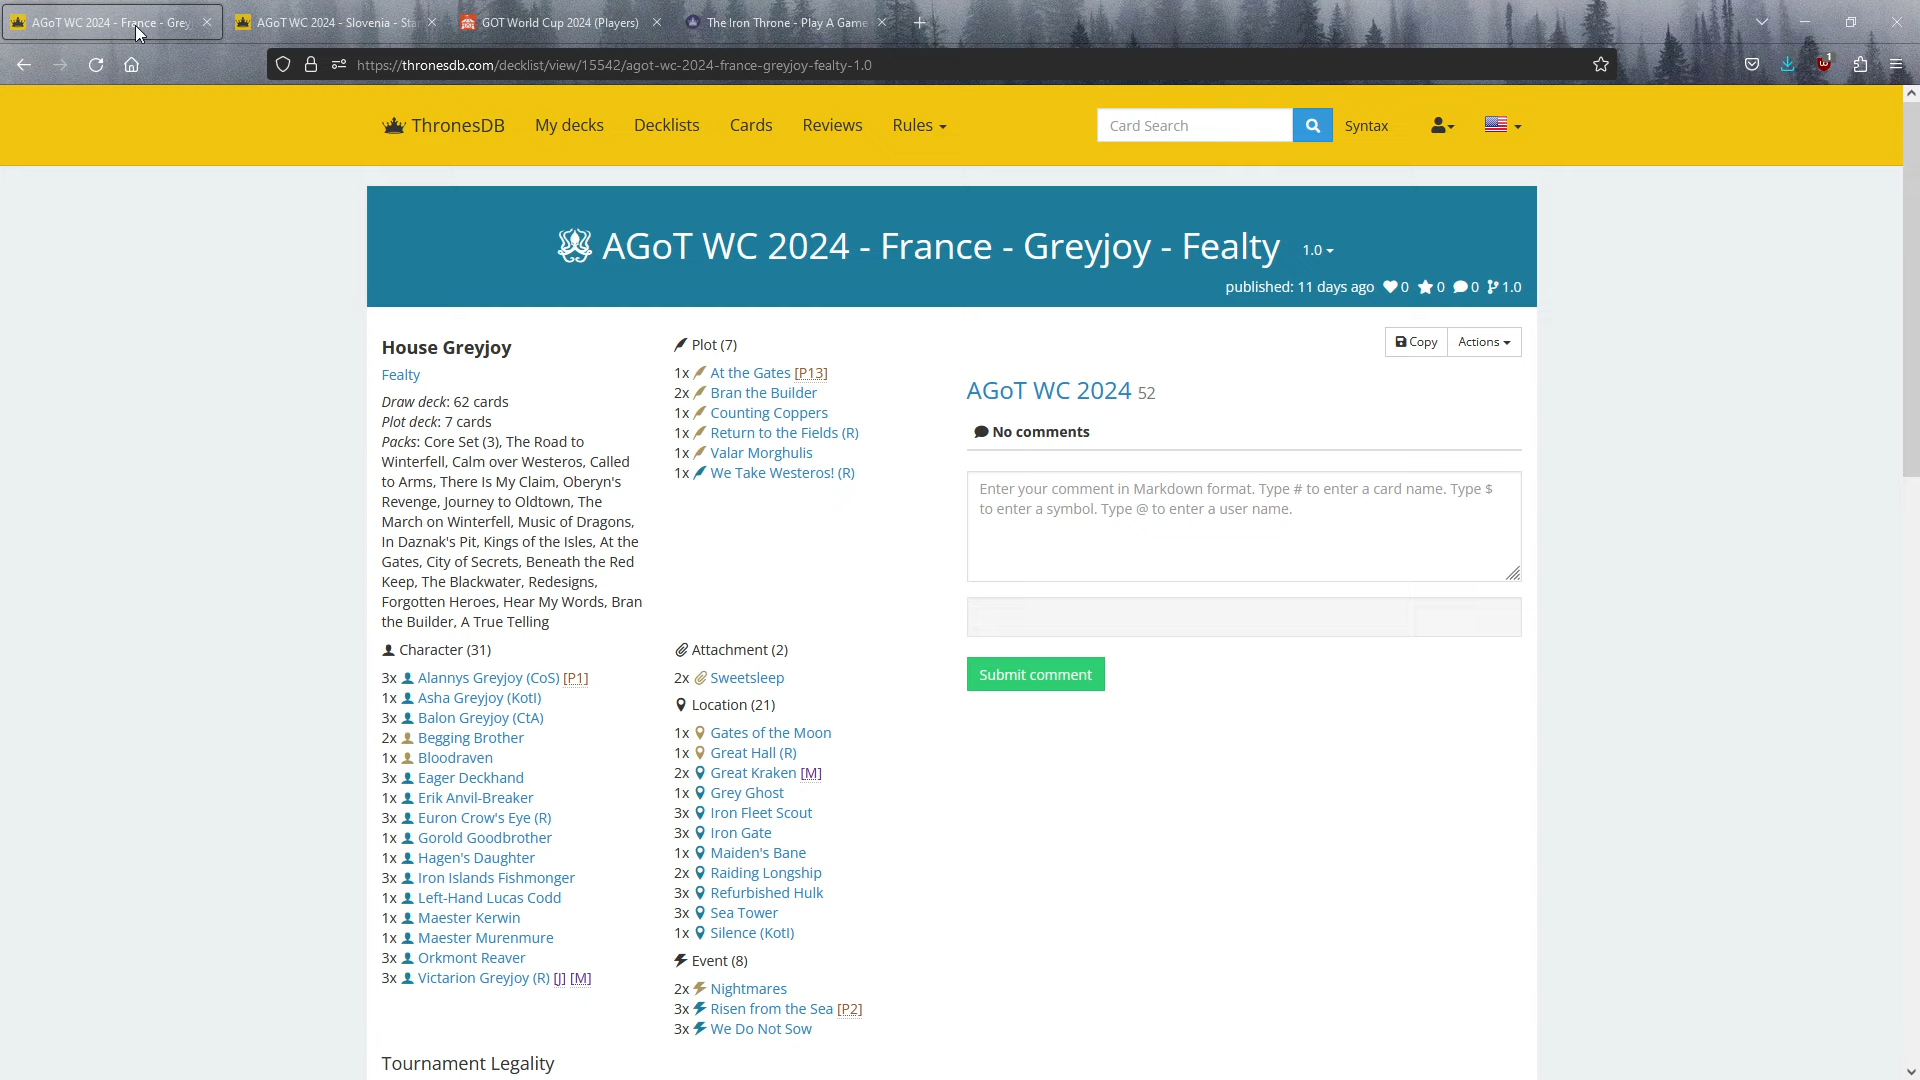 AGoT WC 2024 - France - Grey
AGoT WC 2024 - Slovenia - Sta
GOT World Cup 2024 (Players)
The Iron Throne - Play A Game
https://thronesdb.com/decklist/view/15542/agot-wc-2024-france-greyjoy-fealty-1.0
1
ThronesDB
My decks
Decklists
Cards
Reviews
Rules
Card Search
Syntax
AGoT WC 2024 - France - Greyjoy - Fealty 1.0
published: 11 days ago 0 0 0 1.0
House Greyjoy
Fealty
Draw deck: 62 cards
Plot deck: 7 cards
Packs: Core Set (3), The Road to
Winterfell, Calm over Westeros, Called
to Arms, There Is My Claim, Oberyn's
Revenge, Journey to Oldtown, The
March on Winterfell, Music of Dragons,
In Daznak's Pit, Kings of the Isles, At the
Gates, City of Secrets, Beneath the Red
Keep, The Blackwater, Redesigns,
Forgotten Heroes, Hear My Words, Bran
the Builder, A True Telling
Plot (7)
1x At the Gates [P13]
2x Bran the Builder
1x Counting Coppers
1x Return to the Fields (R)
1x Valar Morghulis
1x We Take Westeros! (R)
Character (31)
3x Alannys Greyjoy (CoS) [P1]
1x Asha Greyjoy (KotI)
3x Balon Greyjoy (CtA)
2x Begging Brother
1x Bloodraven
3x Eager Deckhand
1x Erik Anvil-Breaker
3x Euron Crow's Eye (R)
1x Gorold Goodbrother
1x Hagen's Daughter
3x Iron Islands Fishmonger
1x Left-Hand Lucas Codd
1x Maester Kerwin
1x Maester Murenmure
3x Orkmont Reaver
3x Victarion Greyjoy (R) [J] [M]
Attachment (2)
2x Sweetsleep
Location (21)
1x Gates of the Moon
1x Great Hall (R)
2x Great Kraken [M]
1x Grey Ghost
3x Iron Fleet Scout
3x Iron Gate
1x Maiden's Bane
2x Raiding Longship
3x Refurbished Hulk
3x Sea Tower
1x Silence (KotI)
Event (8)
2x Nightmares
3x Risen from the Sea [P2]
3x We Do Not Sow
Tournament Legality
Copy
Actions
AGoT WC 2024 52
No comments
Enter your comment in Markdown format. Type # to enter a card name. Type $
to enter a symbol. Type @ to enter a user name.
Submit comment